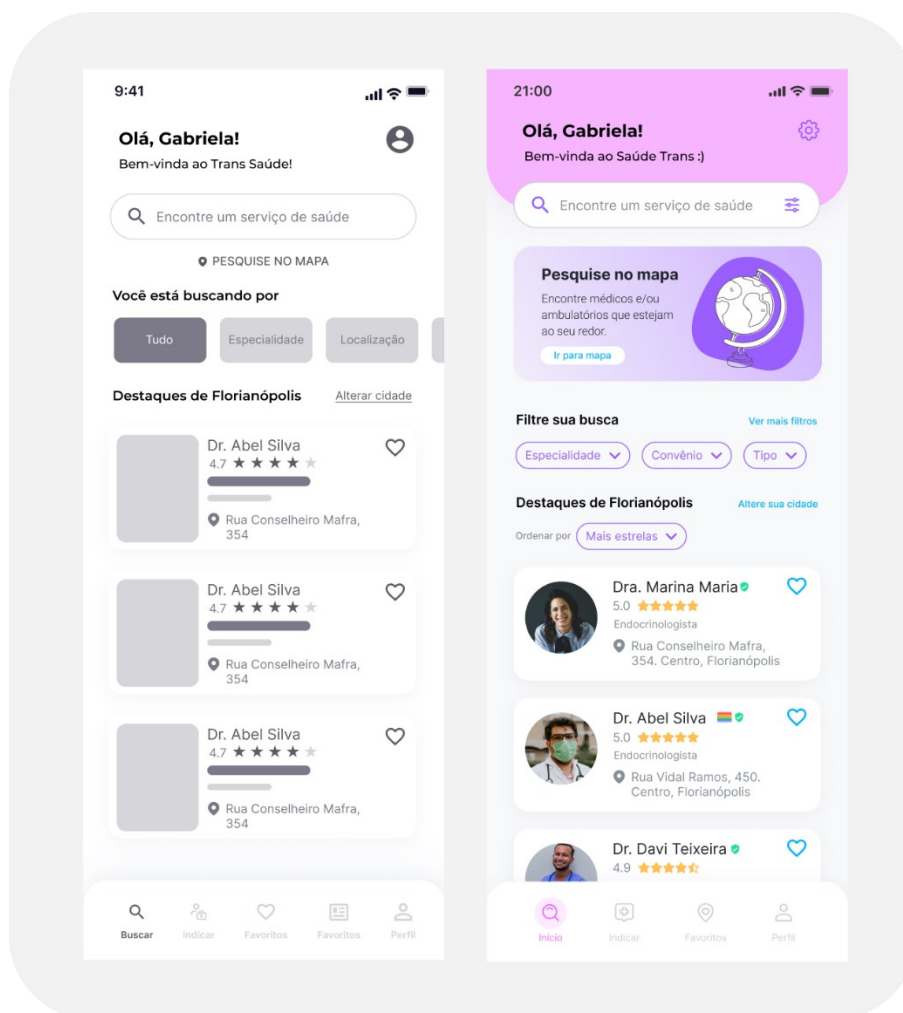 9:41
Olá, Gabriela!
Bem-vinda ao Trans Saúde!
Encontre um serviço de saúde
PESQUISE NO MAPA
Você está buscando por
Tudo
Especialidade
Localização
Destaques de Florianópolis
Alterar cidade
Dr. Abel Silva
4.7
Rua Conselheiro Mafra,
354
Dr. Abel Silva
4.7
Rua Conselheiro Mafra,
354
Dr. Abel Silva
4.7
Rua Conselheiro Mafra,
354
Buscar
Indicar
Favoritos
Favoritos
Perfil
21:00
Olá, Gabriela!
Bem-vinda ao Saúde Trans :)
Encontre um serviço de saúde
Pesquise no mapa
Encontre médicos e/ou
ambulatórios que estejam
ao seu redor.
Ir para mapa
Filtre sua busca
Ver mais filtros
Especialidade
Convênio
Tipo
Destaques de Florianópolis
Altere sua cidade
Ordenar por
Mais estrelas
Dra. Marina Maria
5.0
Endocrinologista
Rua Conselheiro Mafra,
354. Centro, Florianópolis
Dr. Abel Silva
5.0
Endocrinologista
Rua Vidal Ramos, 450.
Centro, Florianópolis
Dr. Davi Teixeira
4.9
Início
Indicar
Favoritos
Perfil